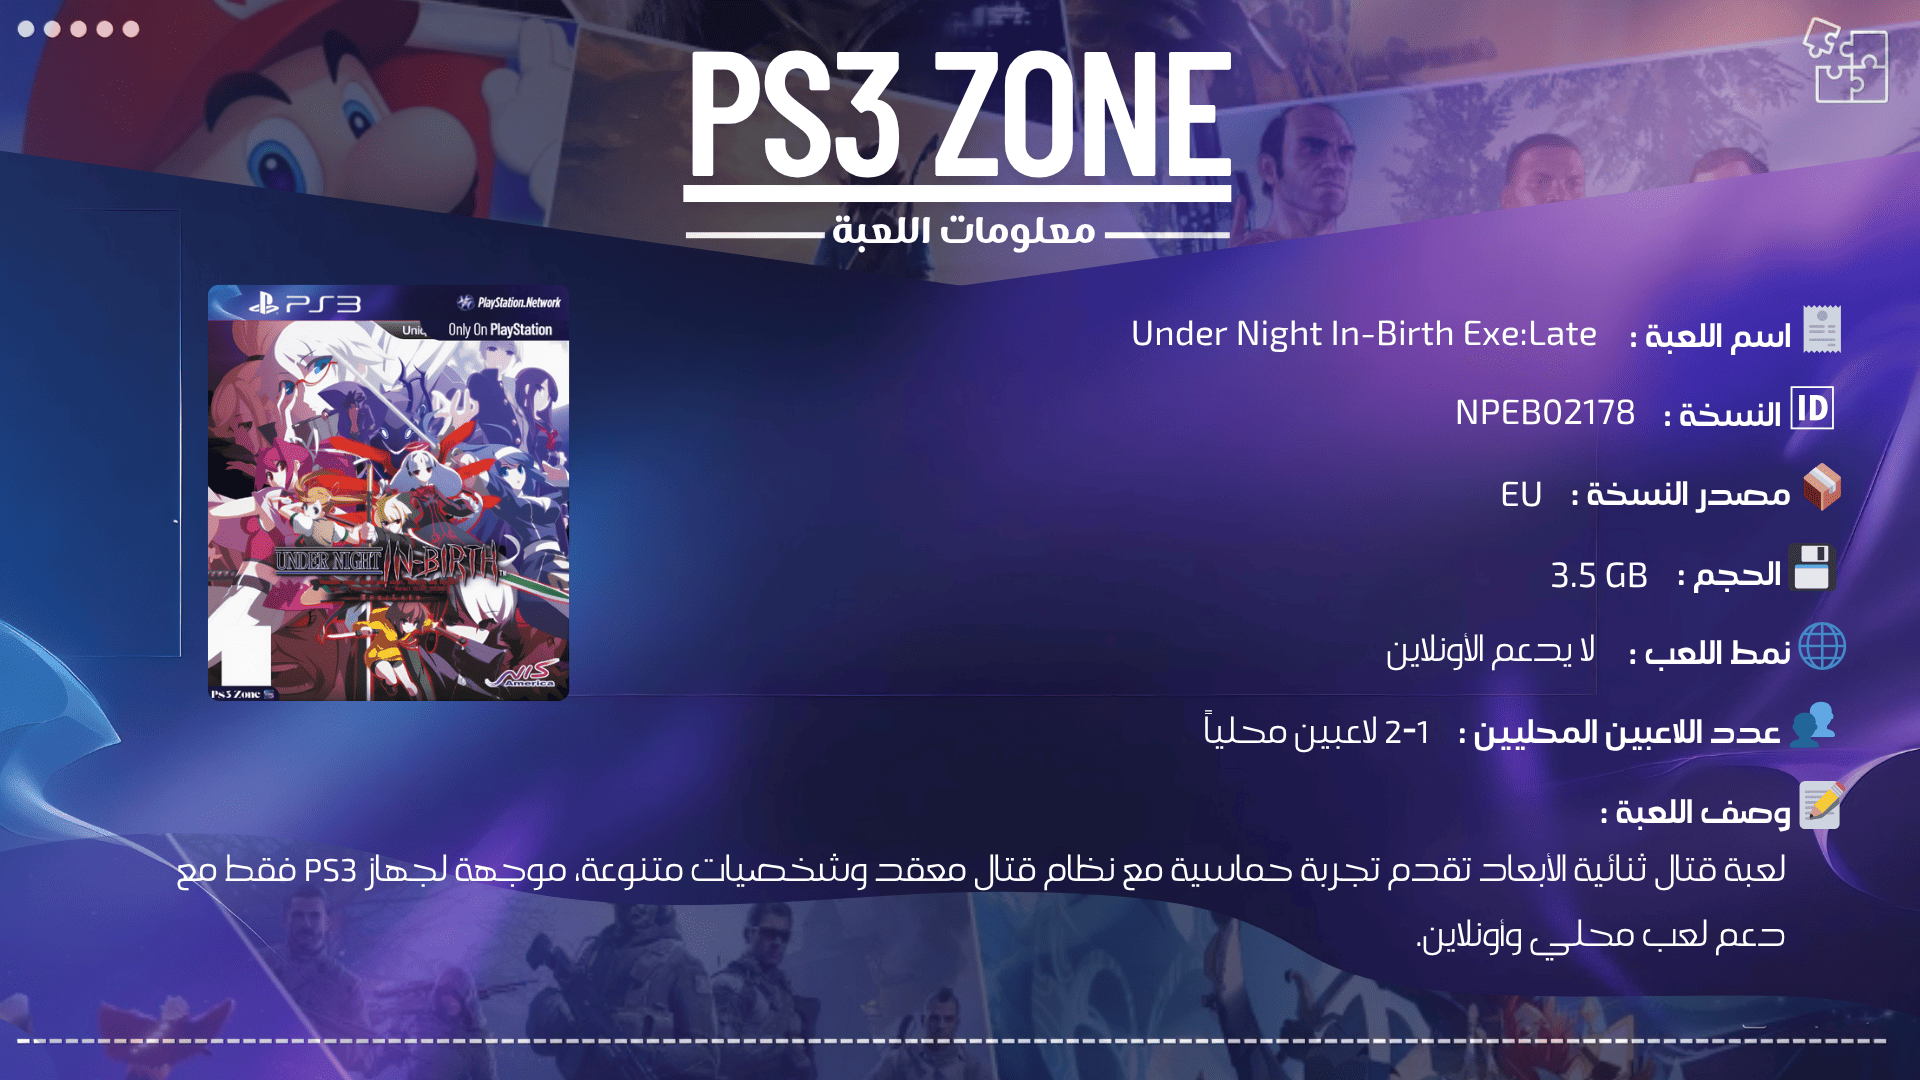 PS3 ZONE
معلومات اللعبة
PS3 PlayStation.Network
Only On PlayStation
UNDER NIGHT IN-BIRTH
NIS America
Ps3 Zone
اسم اللعبة : Under Night In-Birth Exe:Late
ID النسخة : NPEB02178
مصدر النسخة : EU
الحجم : 3.5 GB
نمط اللعب : لا يدعم الأونلاين
عدد اللاعبين المحليين : 1-2 لاعبين محلياً
وصف اللعبة :
لعبة قتال ثنائية الأبعاد تقدم تجربة حماسية مع نظام قتال معقد وشخصيات متنوعة، موجهة لجهاز PS3 فقط مع
دعم لعب محلي وأونلاين.